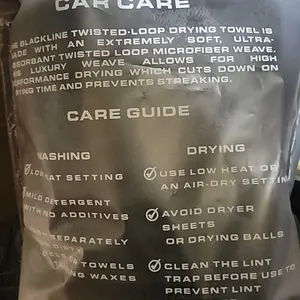 CAR CARE
BLACKLINE TWISTED-LOOP DRYING TOWEL IS
WITH AN EXTREMELY SOFT, ULTRA-
ABSORBANT TWISTED LOOP MICROFIBER WEAVE.
LUXURY WEAVE ALLOWS FOR HIGH
PERFORMANCE DRYING WHICH CUTS DOWN ON
TIME AND PREVENTS STREAKING.
CARE GUIDE
WASHING
SETTING
MILD DETERGENT
WITH NO ADDITIVES
SEPARATELY
TOWELS
WAXES
DRYING
USE LOW HEAT OR
AN AIR-DRY SETTING
AVOID DRYER
SHEETS
OR DRYING BALLS
CLEAN THE LINT
TRAP BEFORE USE TO
PREVENT LINT